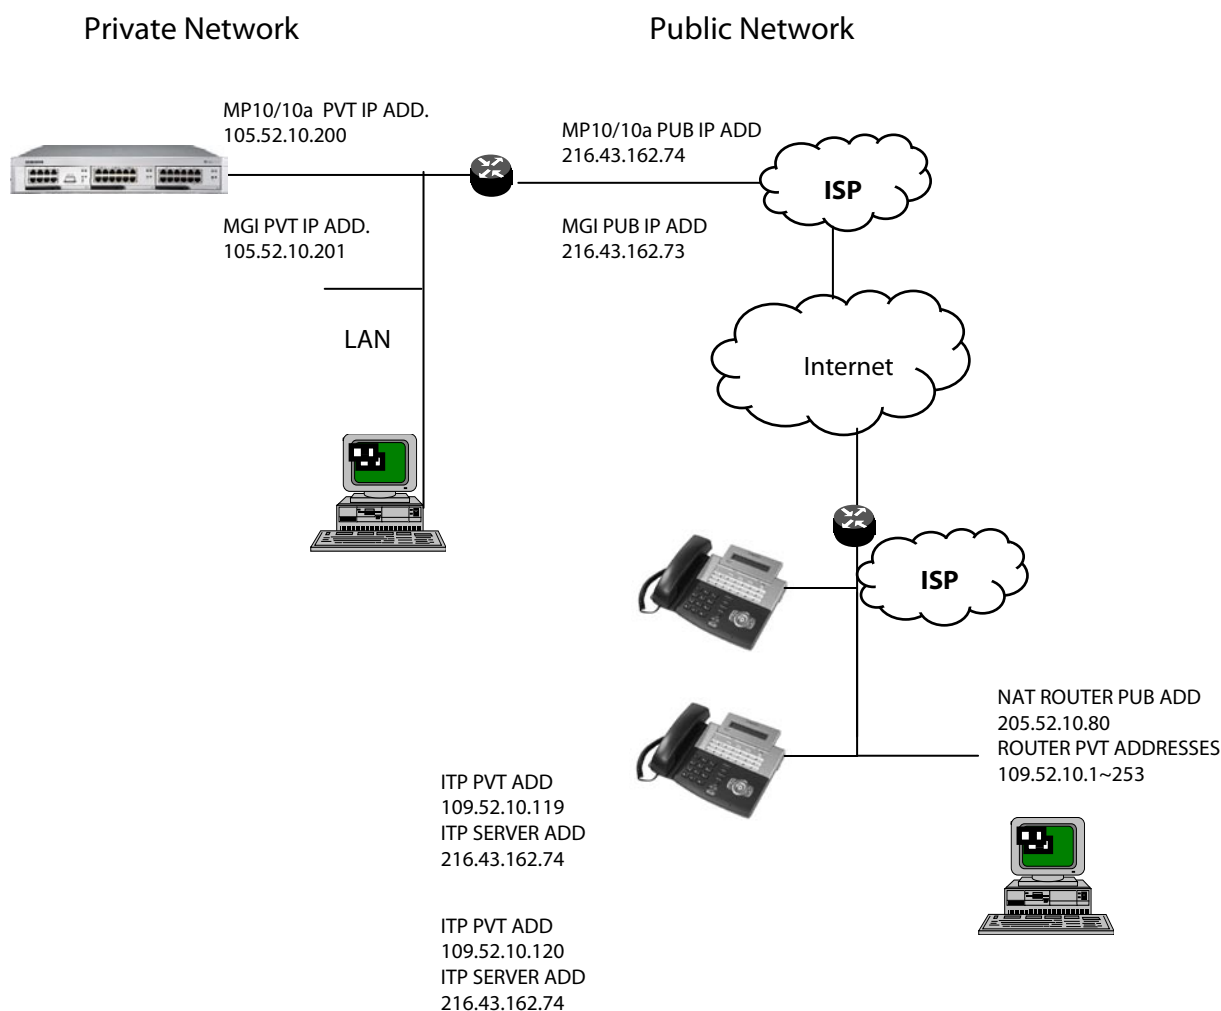 Private Network
Public Network
MP10/10a  PVT IP ADD.
105.52.10.200
MP10/10a PUB IP ADD
216.43.162.74
ISP
MGI PVT IP ADD.
105.52.10.201
MGI PUB IP ADD
216.43.162.73
LAN
Internet
ISP
NAT ROUTER PUB ADD
205.52.10.80
ROUTER PVT ADDRESSES
109.52.10.1~253
ITP PVT ADD
109.52.10.119
ITP SERVER ADD
216.43.162.74
ITP PVT ADD
109.52.10.120
ITP SERVER ADD
216.43.162.74